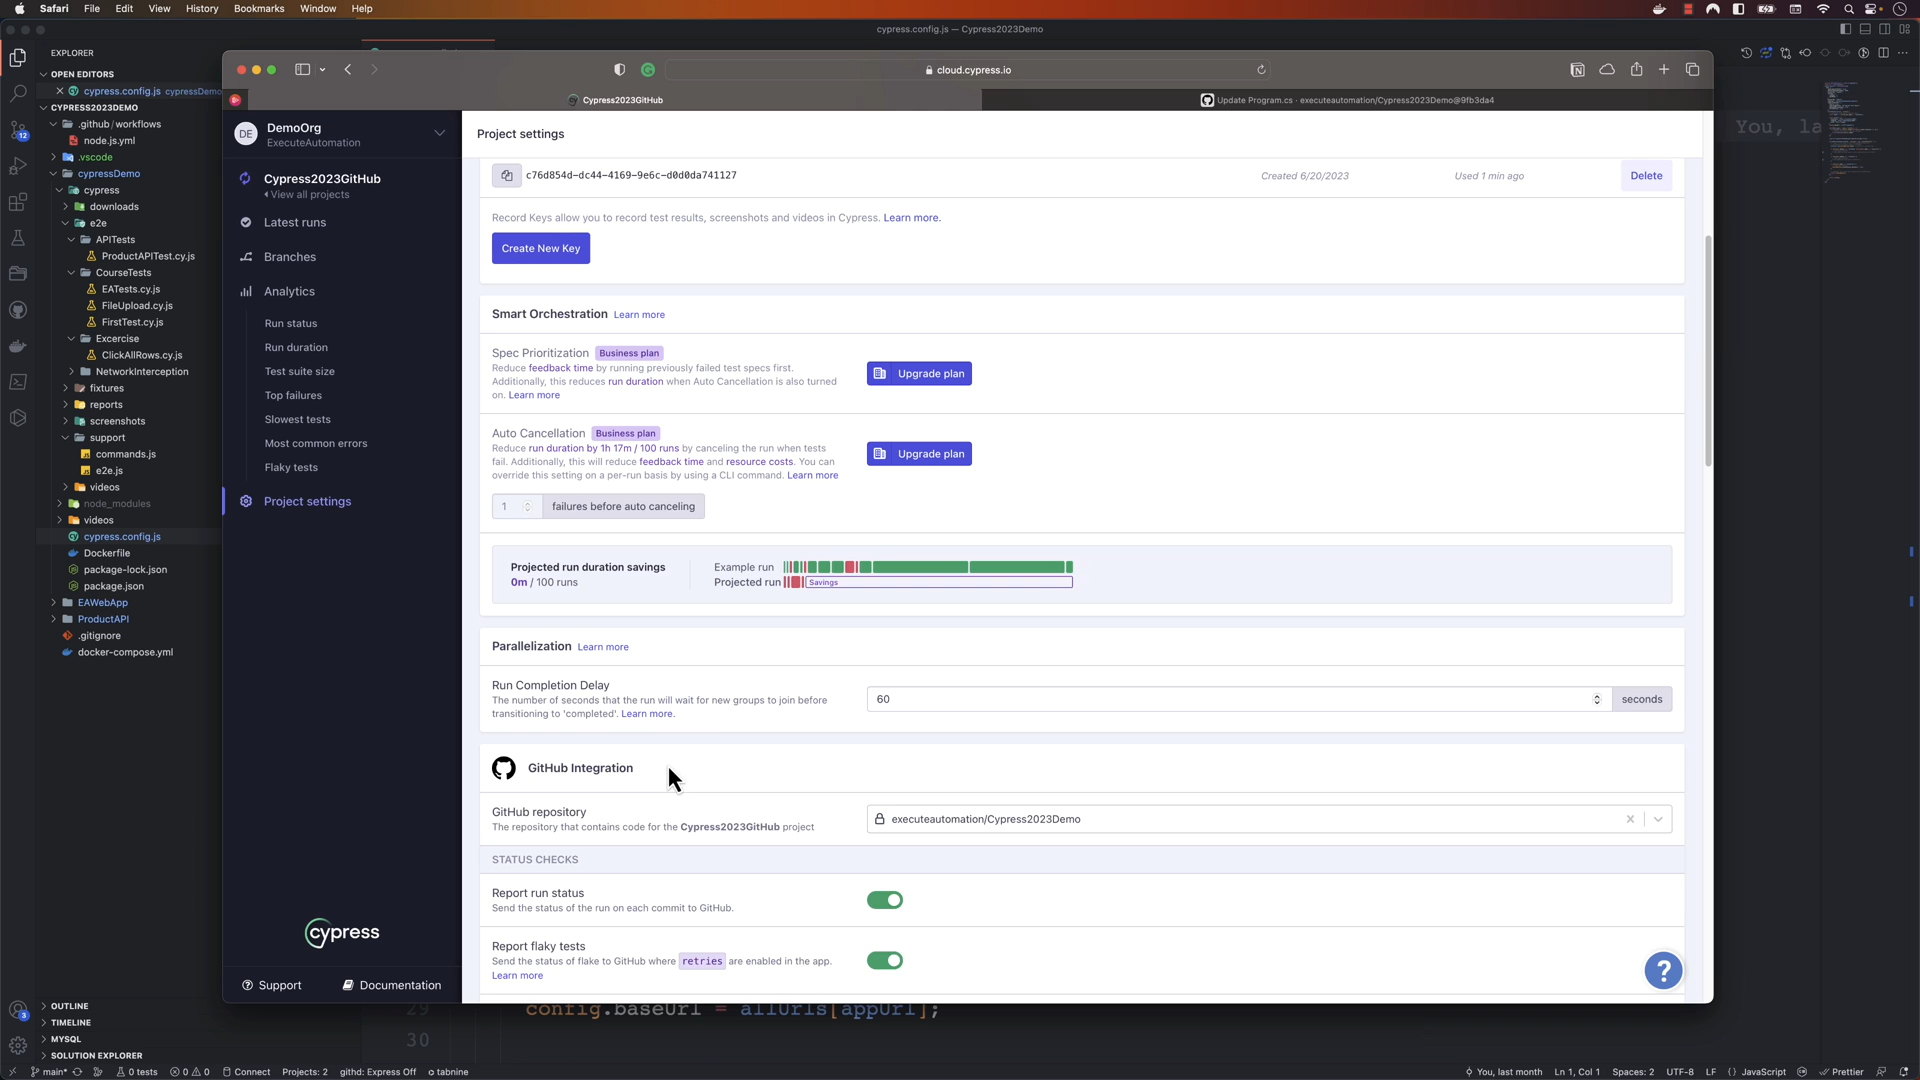 Safari File Edit View History Bookmarks Window Help
cypress.config.js — Cypress2023Demo
EXPLORER
OPEN EDITORS
cypress.config.js cypressDemo
CYPRESS2023DEMO
.github/workflows
node.js.yml
.vscode
cypressDemo
cypress
downloads
e2e
APITests
ProductAPITest.cy.js
CourseTests
EATests.cy.js
FileUpload.cy.js
FirstTest.cy.js
Excercise
ClickAllRows.cy.js
NetworkInterception
fixtures
reports
screenshots
support
commands.js
e2e.js
videos
node_modules
videos
cypress.config.js
Dockerfile
package-lock.json
package.json
EAWebApp
ProductAPI
.gitignore
docker-compose.yml
OUTLINE
TIMELINE
MYSQL
SOLUTION EXPLORER
12
3
cloud.cypress.io
Cypress2023GitHub
Update Program.cs · executeautomation/Cypress2023Demo@9fb3da4
DE
DemoOrg
ExecuteAutomation
Cypress2023GitHub
View all projects
Latest runs
Branches
Analytics
Run status
Run duration
Test suite size
Top failures
Slowest tests
Most common errors
Flaky tests
Project settings
cypress
Support Documentation
Project settings
c76d854d-dc44-4169-9e6c-d0d0da741127 Created 6/20/2023 Used 1 min ago Delete
Record Keys allow you to record test results, screenshots and videos in Cypress. Learn more.
Create New Key
Smart Orchestration Learn more
Spec Prioritization Business plan
Reduce feedback time by running previously failed test specs first.
Additionally, this reduces run duration when Auto Cancellation is also turned
on. Learn more
Upgrade plan
Auto Cancellation Business plan
Reduce run duration by 1h 17m / 100 runs by canceling the run when tests
fail. Additionally, this will reduce feedback time and resource costs. You can
override this setting on a per-run basis by using a CLI command. Learn more
Upgrade plan
1 failures before auto canceling
Projected run duration savings
0m / 100 runs
Example run
Projected run Savings
Parallelization Learn more
Run Completion Delay
The number of seconds that the run will wait for new groups to join before
transitioning to 'completed'. Learn more.
60 seconds
GitHub Integration
GitHub repository
The repository that contains code for the Cypress2023GitHub project
executeautomation/Cypress2023Demo
STATUS CHECKS
Report run status
Send the status of the run on each commit to GitHub.
Report flaky tests
Send the status of flake to GitHub where retries are enabled in the app.
Learn more
?
You, la
29 config.baseUrl = allUrls[appUrl];
30
main* 0 tests 0 0 Connect Projects: 2 githd: Express Off tabnine
You, last month Ln 1, Col 1 Spaces: 2 UTF-8 LF {} JavaScript Prettier